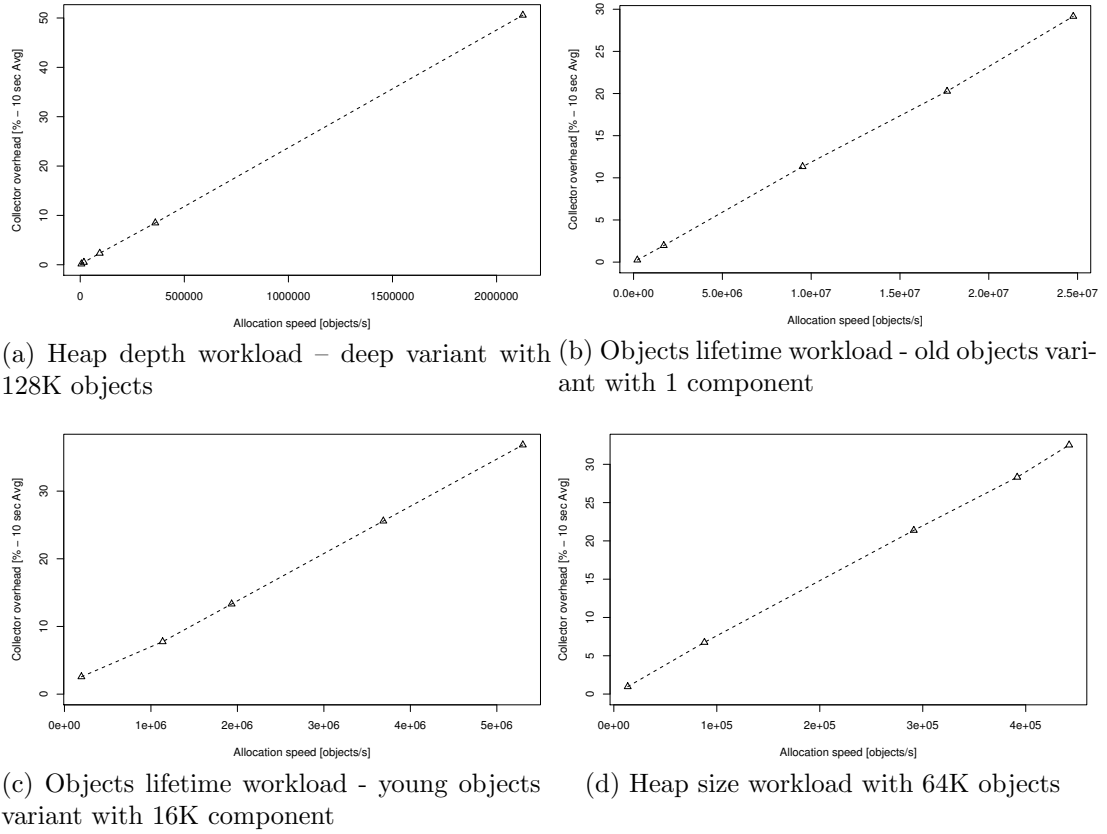 Collector overhead [% − 10 sec Avg]
50
40
30
20
10
0
0 500000 1000000 1500000 2000000
Allocation speed [objects/s]
(a) Heap depth workload – deep variant with
128K objects
Collector overhead [% − 10 sec Avg]
30
25
20
15
10
5
0
0.0e+00 5.0e+06 1.0e+07 1.5e+07 2.0e+07 2.5e+07
Allocation speed [objects/s]
(b) Objects lifetime workload - old objects vari-
ant with 1 component
Collector overhead [% − 10 sec Avg]
30
20
10
0
0e+00 1e+06 2e+06 3e+06 4e+06 5e+06
Allocation speed [objects/s]
(c) Objects lifetime workload - young objects
variant with 16K component
Collector overhead [% − 10 sec Avg]
30
25
20
15
10
5
0
0e+00 1e+05 2e+05 3e+05 4e+05
Allocation speed [objects/s]
(d) Heap size workload with 64K objects